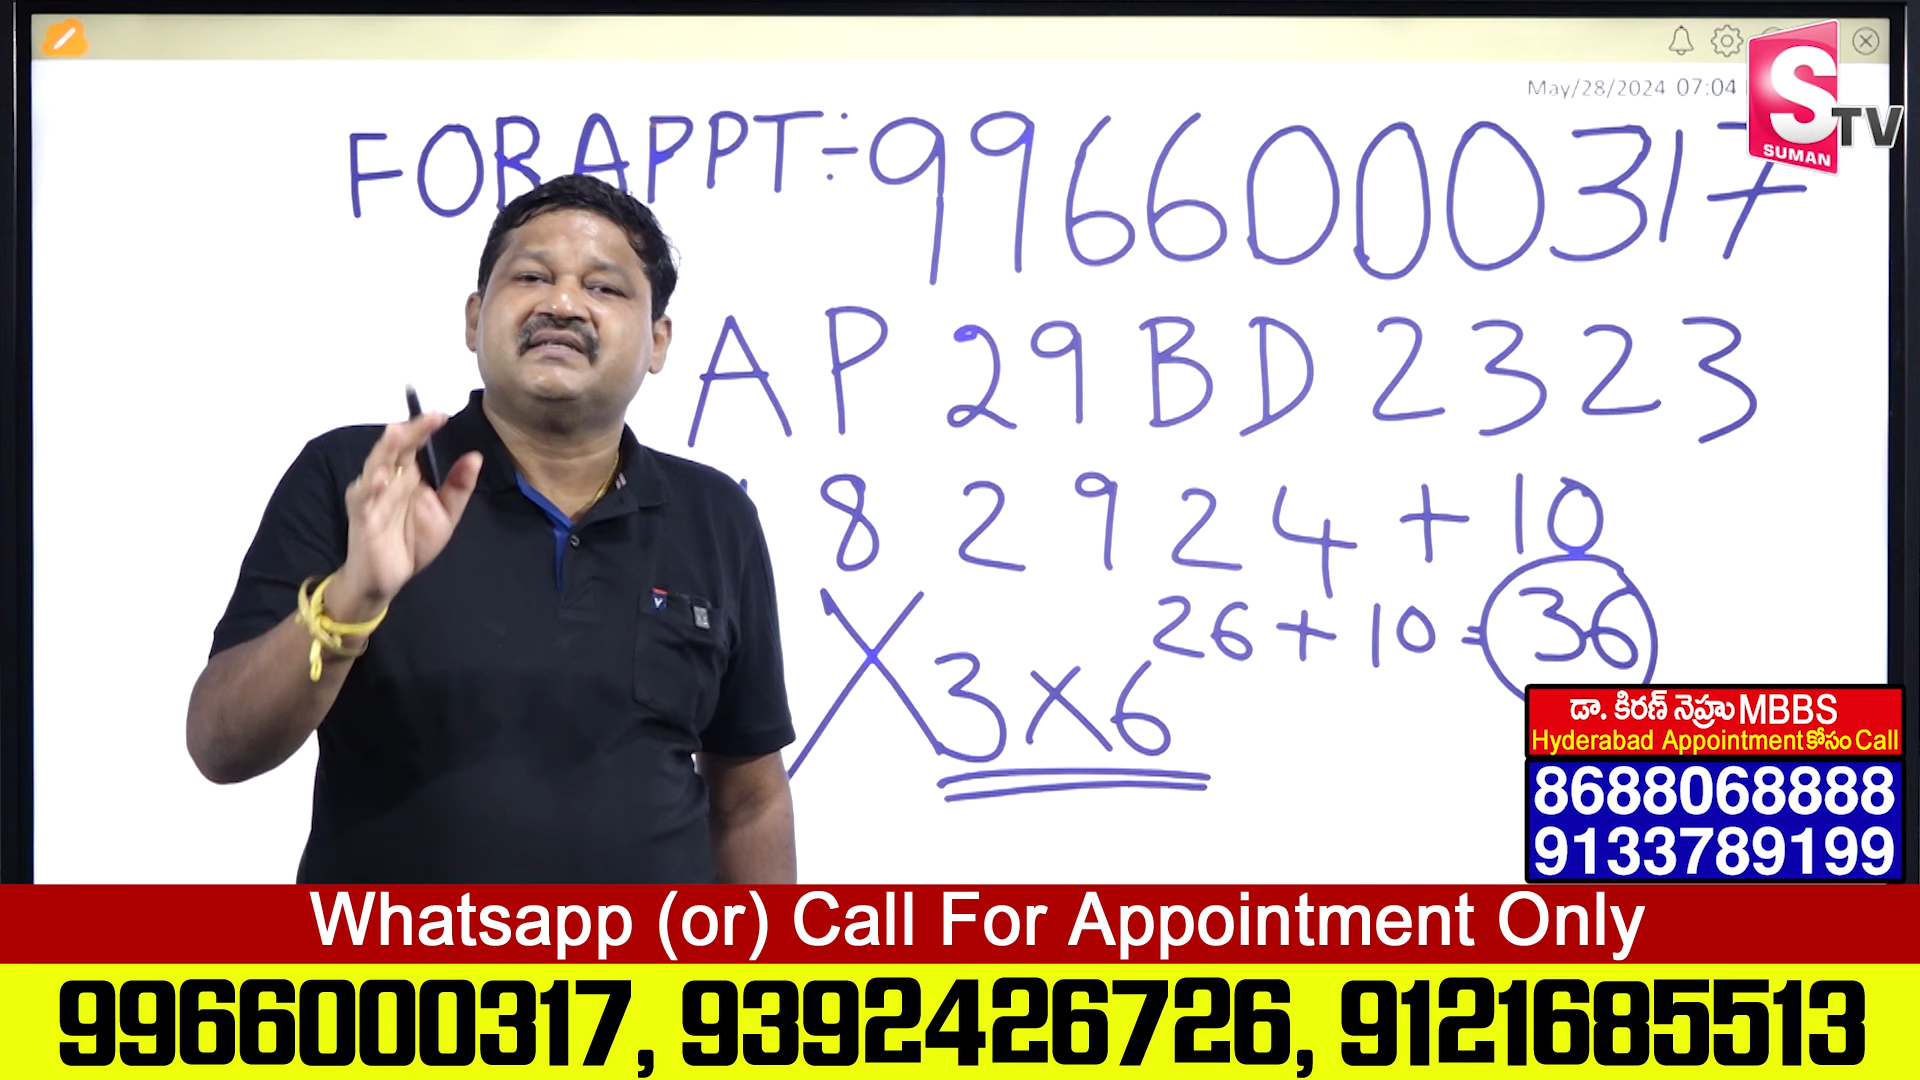 May/28/2024 07:04
S
SUMAN TV
FOR APPT÷9966000317
AP 29 BD 2323
8 2 9 2 4 + 10
26 + 10 = 36
3 x 6
డా. కిరణ్ నెహ్రు MBBS
Hyderabad Appointment కోసం Call
8688068888
9133789199
Whatsapp (or) Call For Appointment Only
9966000317, 9392426726, 9121685513